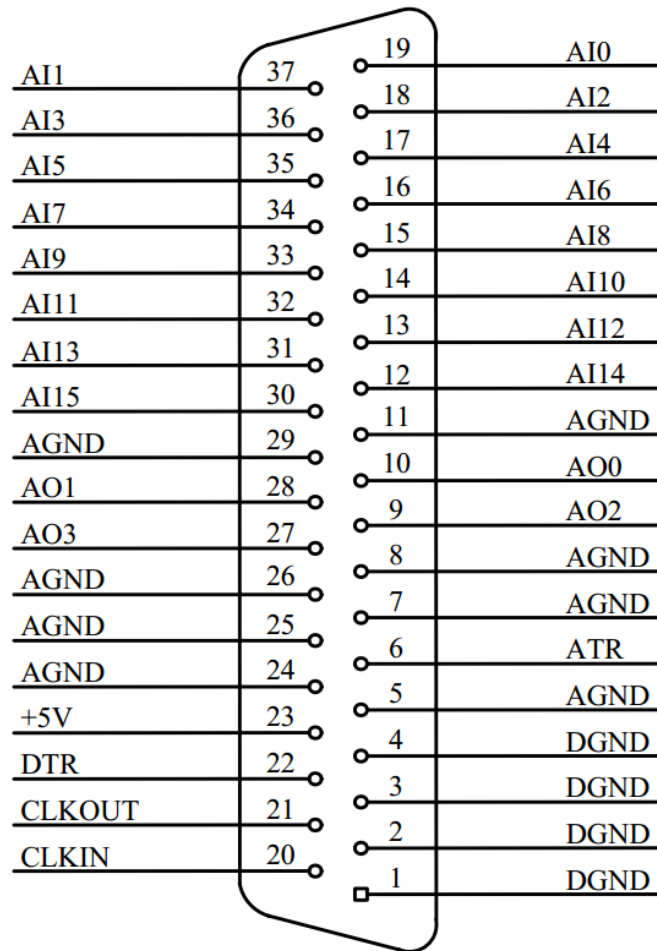 19 AI0
AI1 37
18 AI2
AI3 36
17 AI4
AI5 35
16 AI6
AI7 34
15 AI8
AI9 33
14 AI10
AI11 32
13 AI12
AI13 31
12 AI14
AI15 30
11 AGND
AGND 29
10 AO0
AO1 28
9 AO2
AO3 27
8 AGND
AGND 26
7 AGND
AGND 25
6 ATR
AGND 24
5 AGND
+5V 23
4 DGND
DTR 22
3 DGND
CLKOUT 21
2 DGND
CLKIN 20
1 DGND